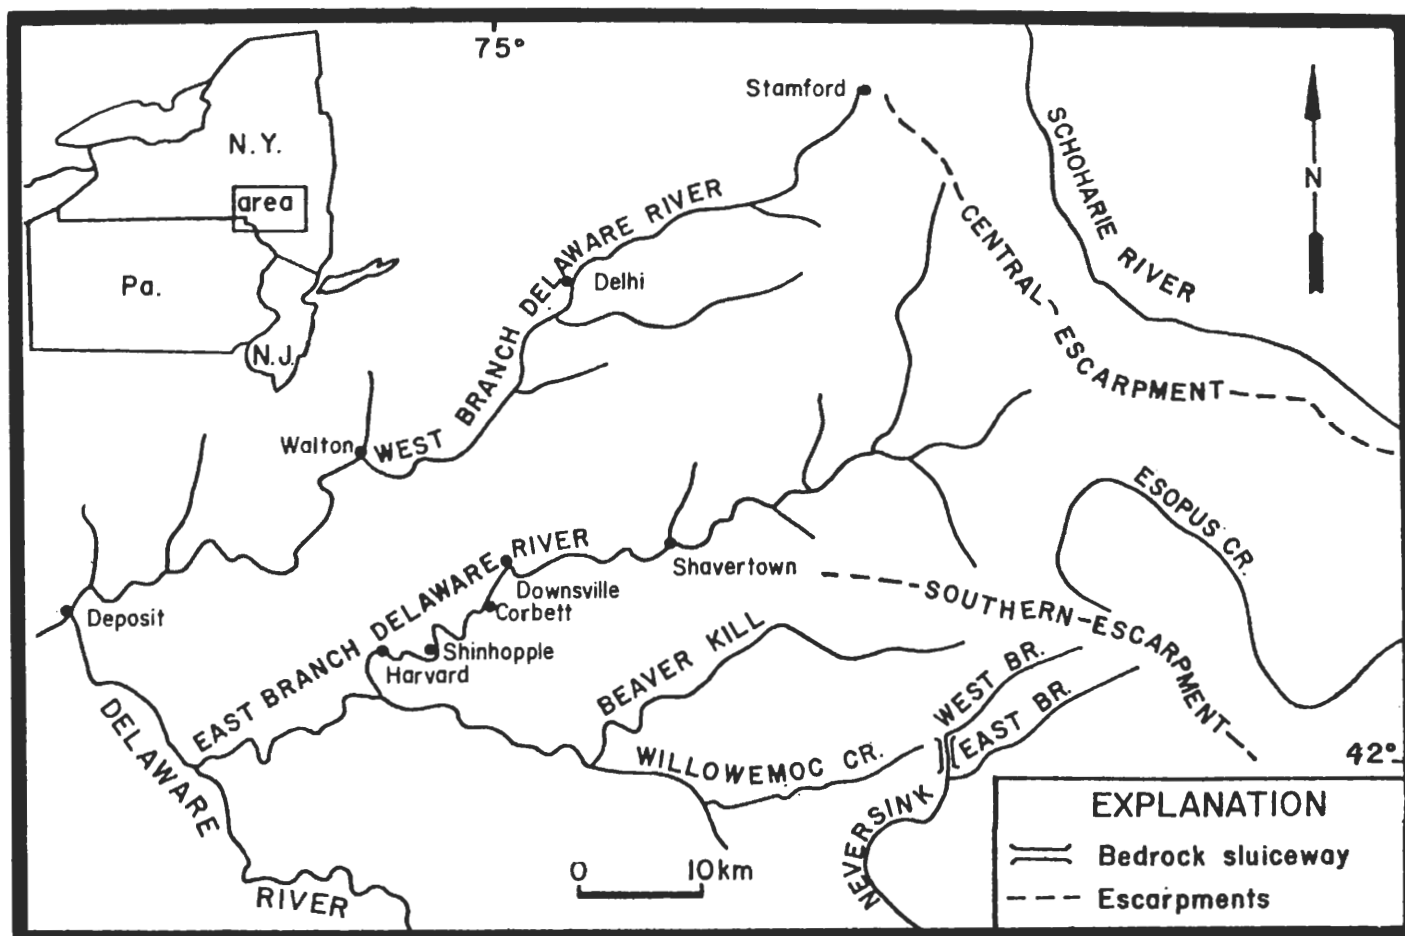 75°
Stamford
N.Y.
area
Pa.
N.J.
N
SCHOHARIE RIVER
CENTRAL-ESCARPMENT
WEST BRANCH DELAWARE RIVER
Delhi
Walton
ESOPUS CR.
EAST BRANCH DELAWARE RIVER
Shavertown
Downsville
Corbett
Shinhopple
Harvard
Deposit
SOUTHERN-ESCARPMENT
BEAVER KILL
WEST BR.
EAST BR.
WILLOWEMOC CR.
NEVERSINK
DELAWARE RIVER
42°
0 10km
EXPLANATION
Bedrock sluiceway
Escarpments